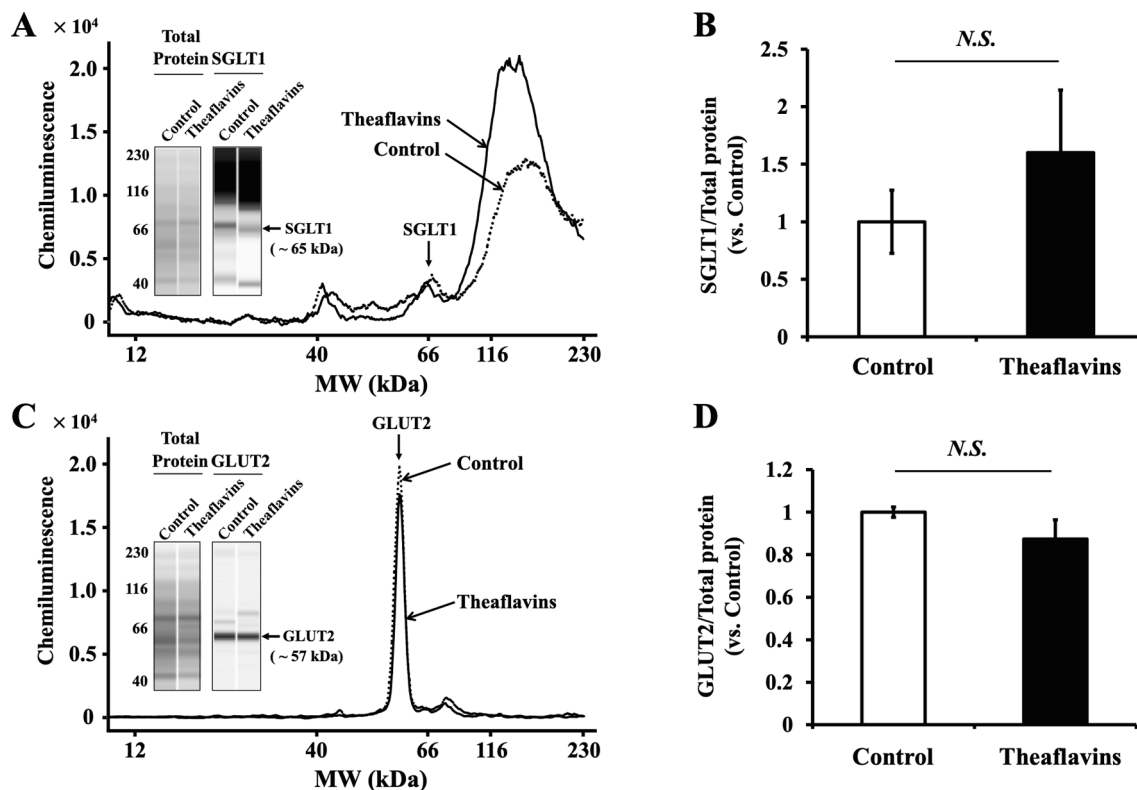 A
× 10⁴
Total
Protein
SGLT1
Control
Theaflavins
Control
Theaflavins
230
116
66
40
SGLT1
( ~ 65 kDa)
Chemiluminescence
2.0
1.5
1.0
0.5
0
Theaflavins
Control
SGLT1
12
40
66
116
230
MW (kDa)
B
N.S.
SGLT1/Total protein
(vs. Control)
2.5
2
1.5
1
0.5
0
Control
Theaflavins
C
× 10⁴
Total
Protein
GLUT2
Control
Theaflavins
Control
Theaflavins
230
116
66
40
GLUT2
( ~ 57 kDa)
Chemiluminescence
2.0
1.5
1.0
0.5
0
GLUT2
Control
Theaflavins
12
40
66
116
230
MW (kDa)
D
N.S.
GLUT2/Total protein
(vs. Control)
1.2
1
0.8
0.6
0.4
0.2
0
Control
Theaflavins